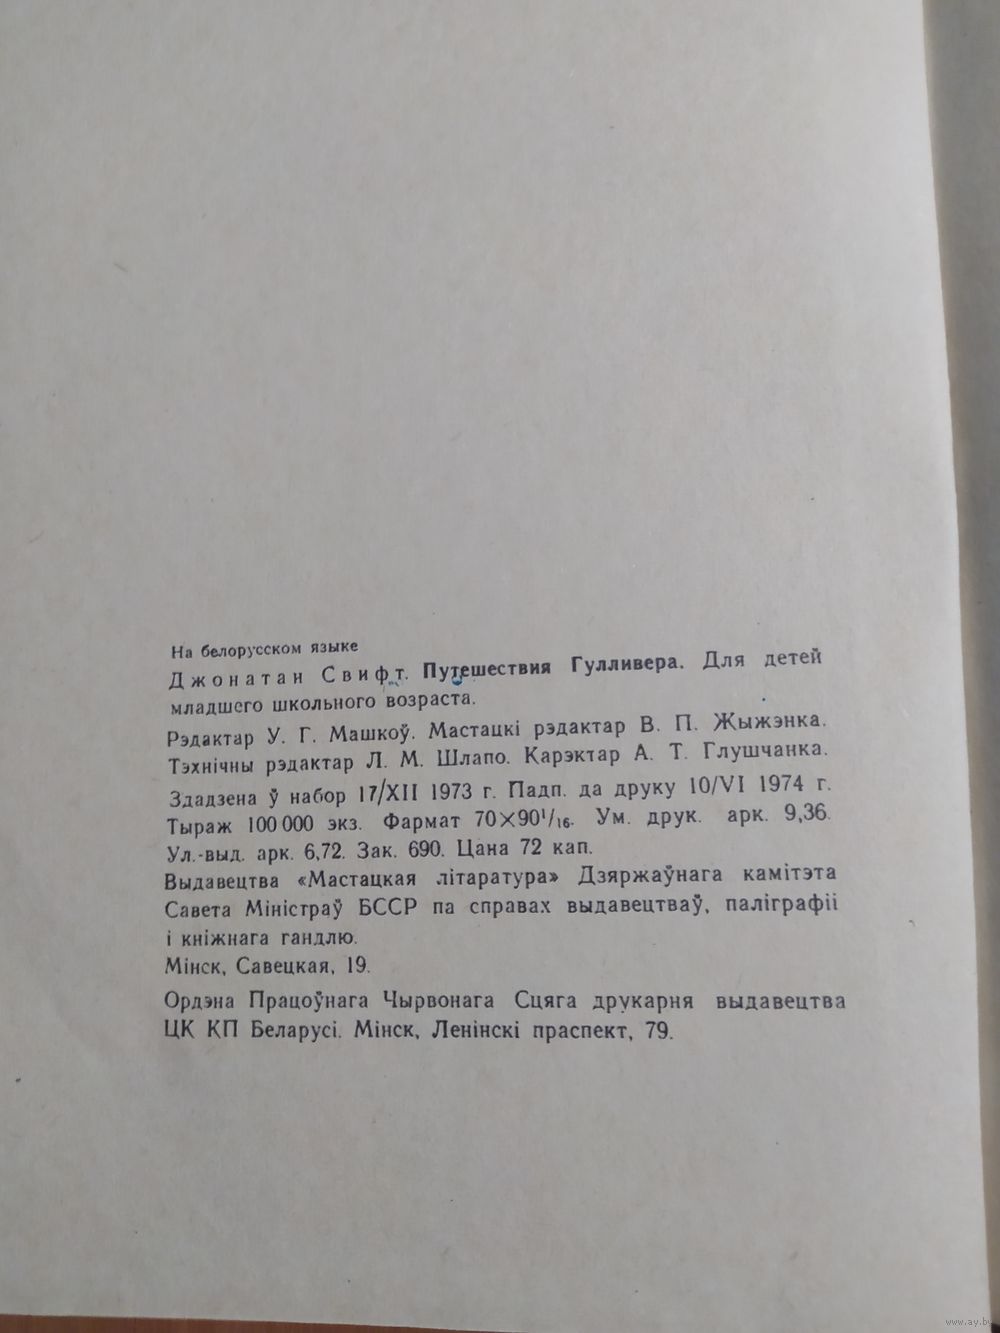 На белорусском языке
Джонатан Свифт. Путешествия Гулливера. Для детей
младшего школьного возраста.
Рэдактар У. Г. Машкоў. Мастацкі рэдактар В. П. Жыжэнка.
Тэхнічны рэдактар Л. М. Шлапо. Карэктар А. Т. Глушчанка.
Здадзена ў набор 17/XII 1973 г. Падп. да друку 10/VI 1974 г.
Тыраж 100 000 экз. Фармат 70×90¹/₁₆. Ум. друк. арк. 9,36.
Ул.-выд. арк. 6,72. Зак. 690. Цана 72 кап.
Выдавецтва «Мастацкая літаратура» Дзяржаўнага камітэта
Савета Міністраў БССР па справах выдавецтваў, паліграфіі
і кніжнага гандлю.
Мінск, Савецкая, 19.
Ордэна Працоўнага Чырвонага Сцяга друкарня выдавецтва
ЦК КП Беларусі. Мінск, Ленінскі праспект, 79.
www.ay.by